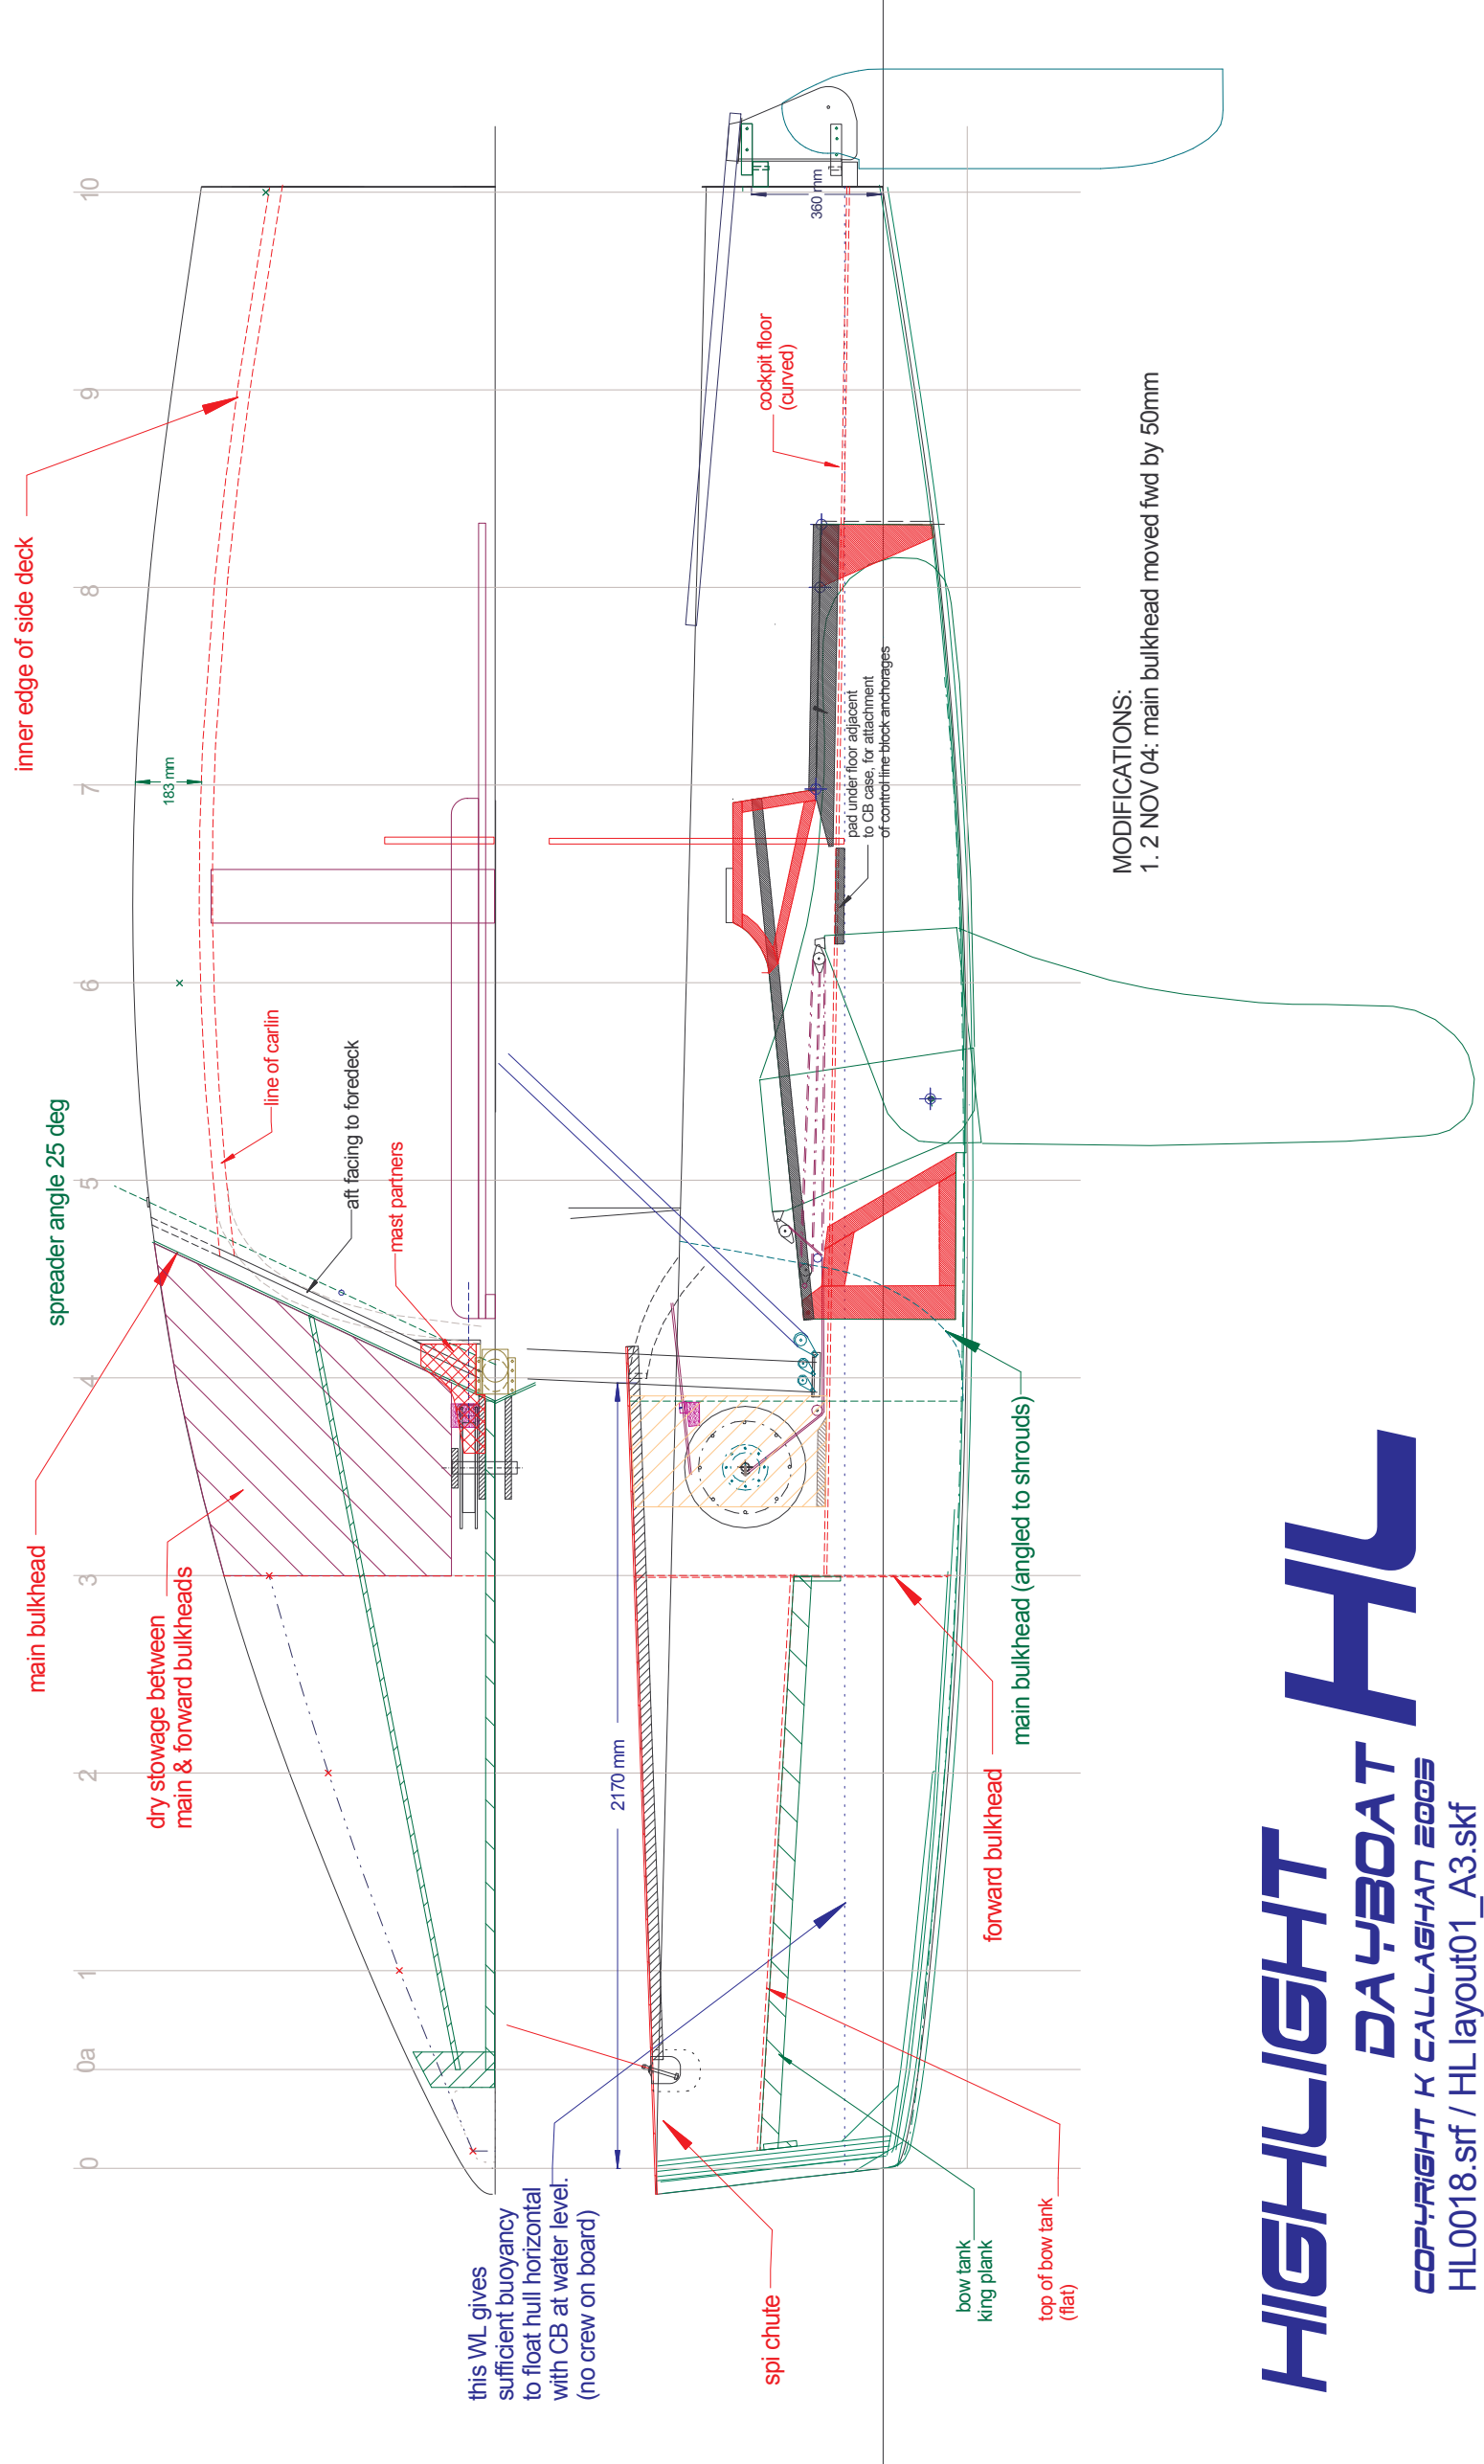 inner edge of side deck
183 mm
line of carlin
spreader angle 25 deg
aft facing to foredeck
mast partners
main bulkhead
dry stowage between
main & forward bulkheads
0
0a
1
2
3
4
5
6
7
8
9
10
360 mm
cockpit floor
(curved)
pad under floor adjacent
to CB case, for attachment
of control line block anchorages
2170 mm
this WL gives
sufficient buoyancy
to float hull horizontal
with CB at water level.
(no crew on board)
spi chute
bow tank
king plank
top of bow tank
(flat)
forward bulkhead
main bulkhead (angled to shrouds)
MODIFICATIONS:
1. 2 NOV 04: main bulkhead moved fwd by 50mm
HIGHLIGHT
DAYBOAT
HL
COPYRIGHT K CALLAGHAN 2005
HL0018.srf / HL layout01_A3.skf